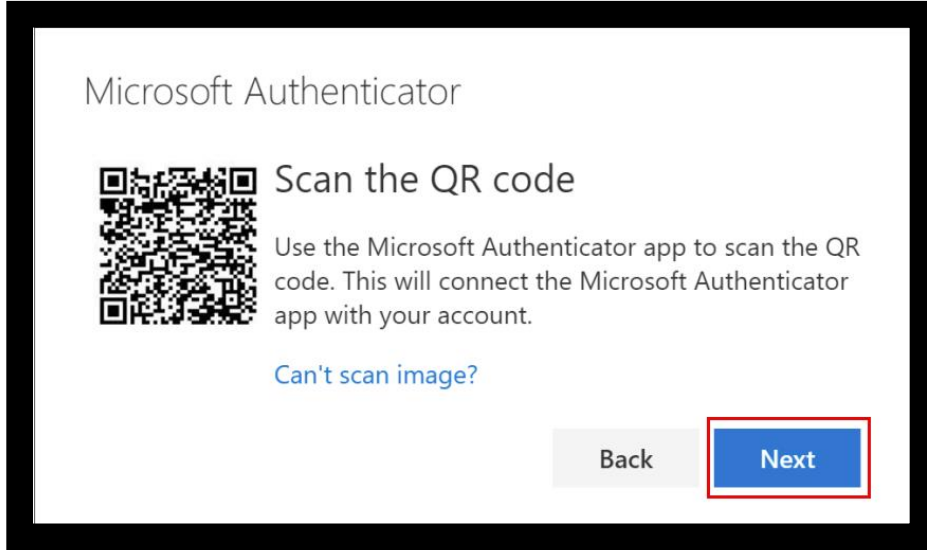 Microsoft Authenticator
Scan the QR code
Use the Microsoft Authenticator app to scan the QR
code. This will connect the Microsoft Authenticator
app with your account.
Can't scan image?
Back
Next